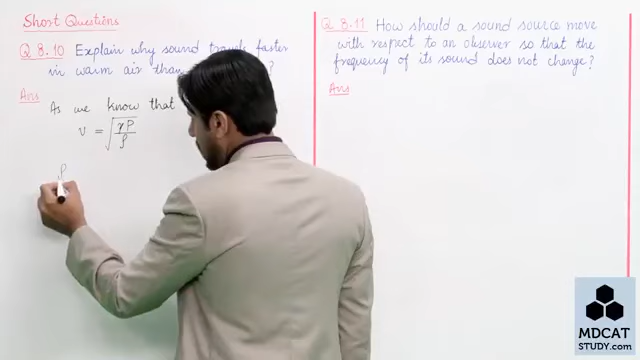 Short Questions
Q 8.10 Explain why sound travels faster
in warm air than ?
Ans
As we know that
v = √(γP/ρ)
ρ
Q 8.11 How should a sound source move
with respect to an observer so that the
frequency of its sound does not change?
Ans
MDCAT
STUDY.com